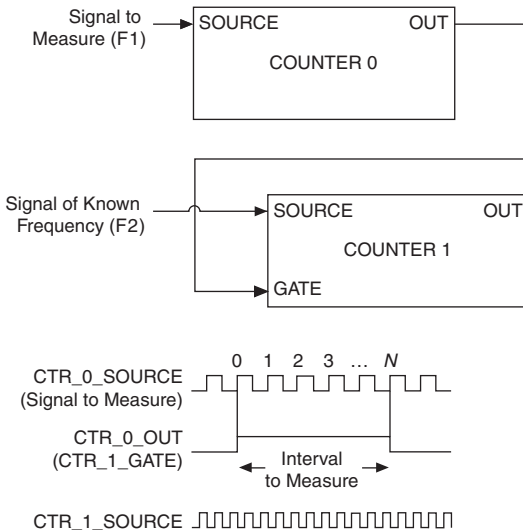 Signal to
Measure (F1)
SOURCE OUT
COUNTER 0
Signal of Known
Frequency (F2)
SOURCE OUT
COUNTER 1
GATE
0 1 2 3 … N
CTR_0_SOURCE
(Signal to Measure)
CTR_0_OUT
(CTR_1_GATE)
Interval
to Measure
CTR_1_SOURCE